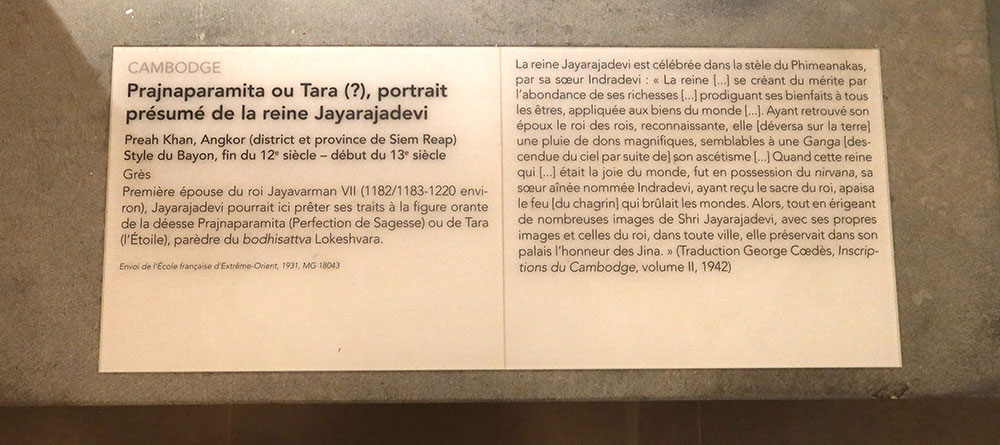 CAMBODGE
Prajnaparamita ou Tara (?), portrait
présumé de la reine Jayarajadevi
Preah Khan, Angkor (district et province de Siem Reap)
Style du Bayon, fin du 12e siècle – début du 13e siècle
Grès
Première épouse du roi Jayavarman VII (1182/1183-1220 envi-
ron), Jayarajadevi pourrait ici prêter ses traits à la figure orante
de la déesse Prajnaparamita (Perfection de Sagesse) ou de Tara
(l'Étoile), parèdre du bodhisattva Lokeshvara.
Envoi de l'École française d'Extrême-Orient, 1931, MG 18043
La reine Jayarajadevi est célébrée dans la stèle du Phimeanakas,
par sa sœur Indradevi : « La reine [...] se créant du mérite par
l'abondance de ses richesses [...] prodiguant ses bienfaits à tous
les êtres, appliquée aux biens du monde [...]. Ayant retrouvé son
époux le roi des rois, reconnaissante, elle [déversa sur la terre]
une pluie de dons magnifiques, semblables à une Ganga [des-
cendue du ciel par suite de] son ascétisme [...] Quand cette reine
qui [...] était la joie du monde, fut en possession du nirvana, sa
sœur aînée nommée Indradevi, ayant reçu le sacre du roi, apaisa
le feu [du chagrin] qui brûlait les mondes. Alors, tout en érigeant
de nombreuses images de Shri Jayarajadevi, avec ses propres
images et celles du roi, dans toute ville, elle préservait dans son
palais l'honneur des Jina. » (Traduction George Cœdès, Inscrip-
tions du Cambodge, volume II, 1942)